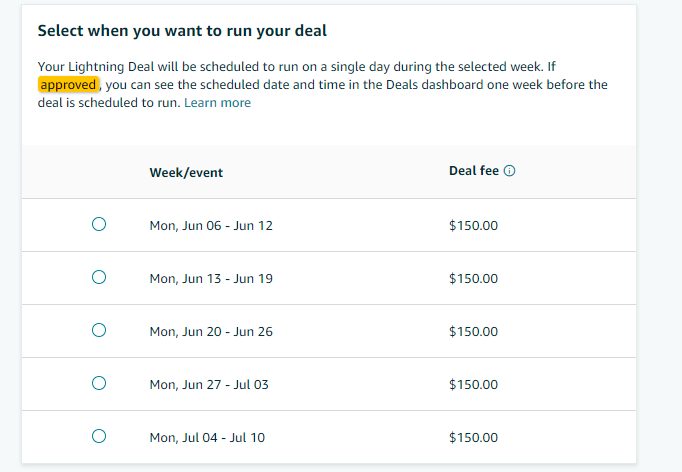 Select when you want to run your deal
Your Lightning Deal will be scheduled to run on a single day during the selected week. If
approved, you can see the scheduled date and time in the Deals dashboard one week before the
deal is scheduled to run. Learn more
Week/event Deal fee
Mon, Jun 06 - Jun 12 $150.00
Mon, Jun 13 - Jun 19 $150.00
Mon, Jun 20 - Jun 26 $150.00
Mon, Jun 27 - Jul 03 $150.00
Mon, Jul 04 - Jul 10 $150.00